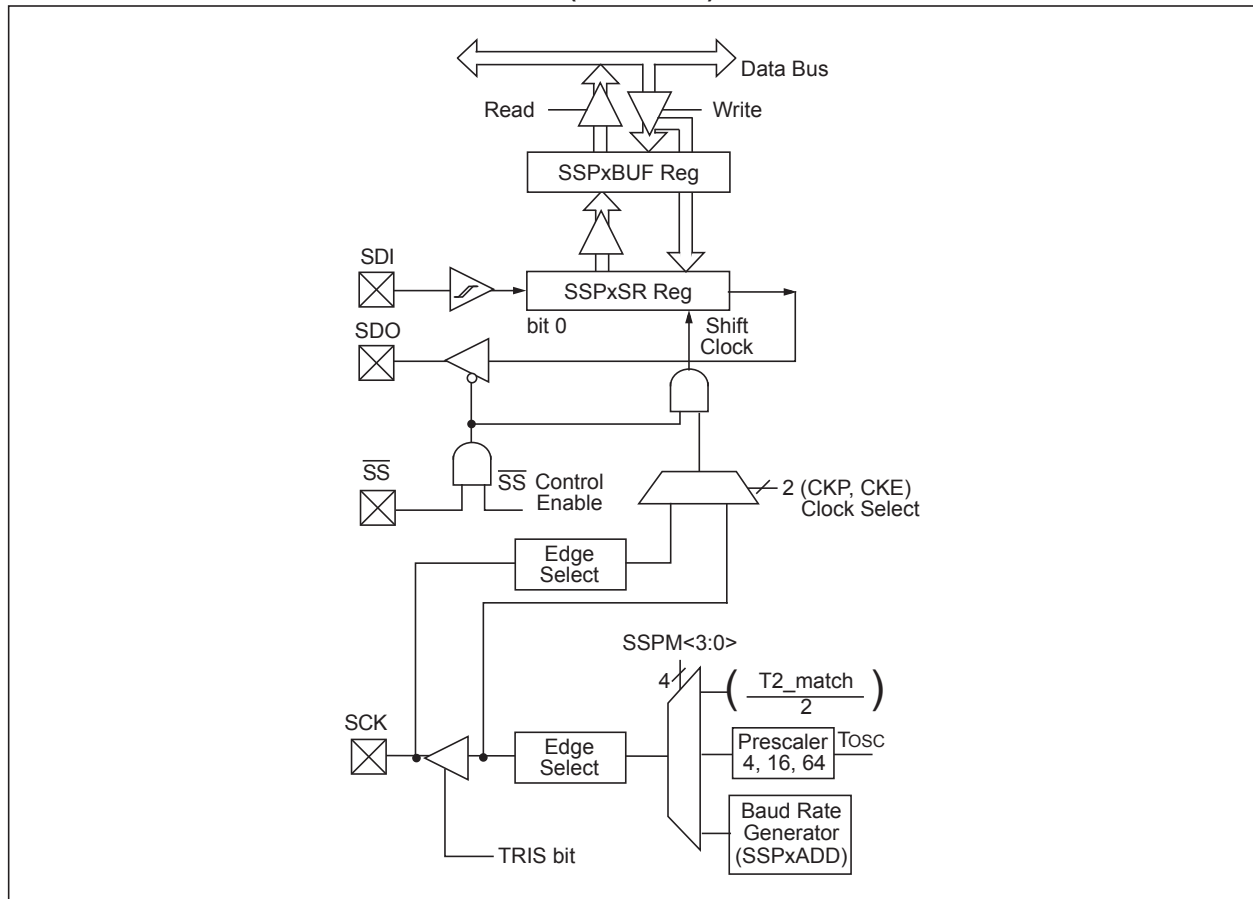 Data Bus
Read
Write
SSPxBUF Reg
SDI
SSPxSR Reg
bit 0
Shift
Clock
SDO
SS
SS Control
Enable
2 (CKP, CKE)
Clock Select
Edge
Select
SSPM<3:0>
4
( T2_match )
2
SCK
Edge
Select
Prescaler
4, 16, 64
TOSC
Baud Rate
Generator
(SSPxADD)
TRIS bit